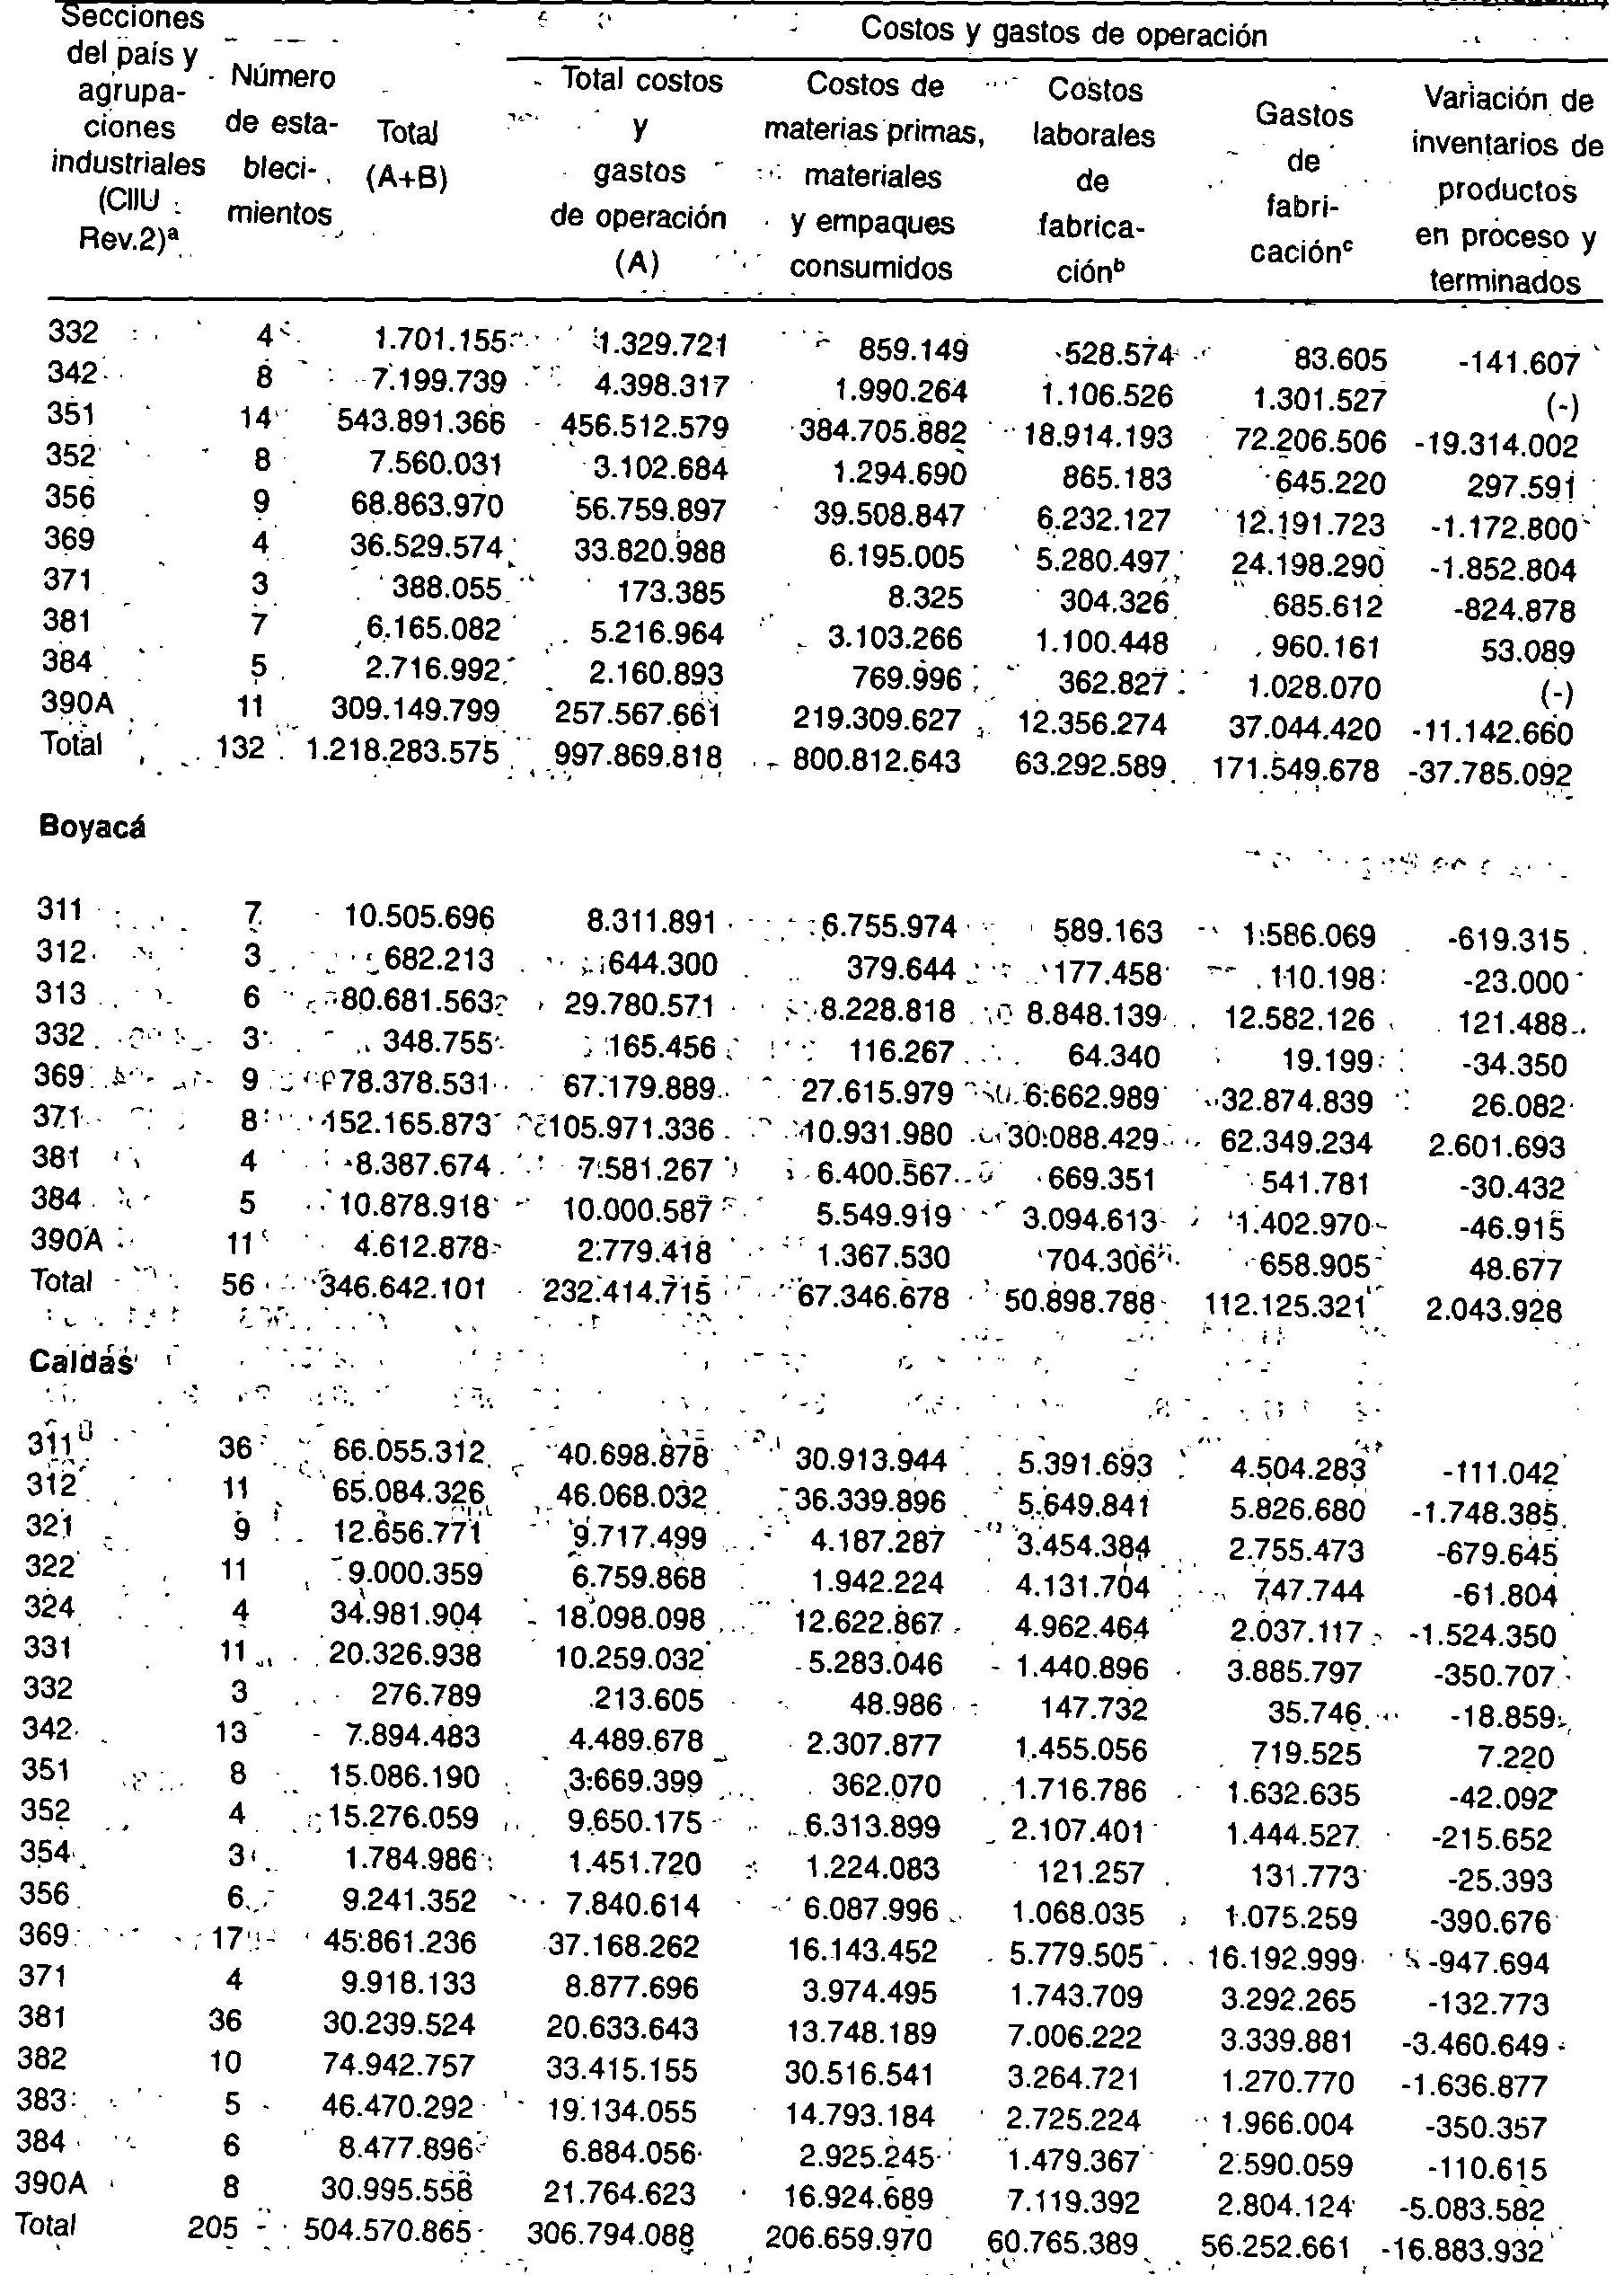 Costos y gastos de operación
Secciones del país y agrupa- ciones industriales (CIIU Rev.2)a
Número de esta- bleci- mientos
Total (A+B)
Total costos y gastos de operación (A)
Costos de materias primas, materiales y empaques consumidos
Costos laborales de fabrica- ciónb
Gastos de fabri- caciónc
Variación de inventarios de productos en proceso y terminados
332 4 1.701.155 1.329.721 859.149 528.574 83.605 -141.607
342 8 7.199.739 4.398.317 1.990.264 1.106.526 1.301.527 (-)
351 14 543.891.366 456.512.579 384.705.882 18.914.193 72.206.506 -19.314.002
352 8 7.560.031 3.102.684 1.294.690 865.183 645.220 297.591
356 9 68.863.970 56.759.897 39.508.847 6.232.127 12.191.723 -1.172.800
369 4 36.529.574 33.820.988 6.195.005 5.280.497 24.198.290 -1.852.804
371 3 388.055 173.385 8.325 304.326 685.612 -824.878
381 7 6.165.082 5.216.964 3.103.266 1.100.448 960.161 53.089
384 5 2.716.992 2.160.893 769.996 362.827 1.028.070 (-)
390A 11 309.149.799 257.567.661 219.309.627 12.356.274 37.044.420 -11.142.660
Total 132 1.218.283.575 997.869.818 800.812.643 63.292.589 171.549.678 -37.785.092
Boyacá
311 7 10.505.696 8.311.891 6.755.974 589.163 1.586.069 -619.315
312 3 682.213 644.300 379.644 177.458 110.198 -23.000
313 6 80.681.563 29.780.571 8.228.818 8.848.139 12.582.126 121.488
332 3 348.755 165.456 116.267 64.340 19.199 -34.350
369 9 78.378.531 67.179.889 27.615.979 6.662.989 32.874.839 26.082
371 8 152.165.873 105.971.336 10.931.980 30.088.429 62.349.234 2.601.693
381 4 8.387.674 7.581.267 6.400.567 669.351 541.781 -30.432
384 5 10.878.918 10.000.587 5.549.919 3.094.613 1.402.970 -46.915
390A 11 4.612.878 2.779.418 1.367.530 704.306 658.905 48.677
Total 56 346.642.101 232.414.715 67.346.678 50.898.788 112.125.321 2.043.928
Caldas
311 36 66.055.312 40.698.878 30.913.944 5.391.693 4.504.283 -111.042
312 11 65.084.326 46.068.032 36.339.896 5.649.841 5.826.680 -1.748.385
321 9 12.656.771 9.717.499 4.187.287 3.454.384 2.755.473 -679.645
322 11 9.000.359 6.759.868 1.942.224 4.131.704 747.744 -61.804
324 4 34.981.904 18.098.098 12.622.867 4.962.464 2.037.117 -1.524.350
331 11 20.326.938 10.259.032 5.283.046 1.440.896 3.885.797 -350.707
332 3 276.789 213.605 48.986 147.732 35.746 -18.859
342 13 7.894.483 4.489.678 2.307.877 1.455.056 719.525 7.220
351 8 15.086.190 3.669.399 362.070 1.716.786 1.632.635 -42.092
352 4 15.276.059 9.650.175 6.313.899 2.107.401 1.444.527 -215.652
354 3 1.784.986 1.451.720 1.224.083 121.257 131.773 -25.393
356 6 9.241.352 7.840.614 6.087.996 1.068.035 1.075.259 -390.676
369 17 45.861.236 37.168.262 16.143.452 5.779.505 16.192.999 -947.694
371 4 9.918.133 8.877.696 3.974.495 1.743.709 3.292.265 -132.773
381 36 30.239.524 20.633.643 13.748.189 7.006.222 3.339.881 -3.460.649
382 10 74.942.757 33.415.155 30.516.541 3.264.721 1.270.770 -1.636.877
383 5 46.470.292 19.134.055 14.793.184 2.725.224 1.966.004 -350.357
384 6 8.477.896 6.884.056 2.925.245 1.479.367 2.590.059 -110.615
390A 8 30.995.558 21.764.623 16.924.689 7.119.392 2.804.124 -5.083.582
Total 205 504.570.865 306.794.088 206.659.970 60.765.389 56.252.661 -16.883.932